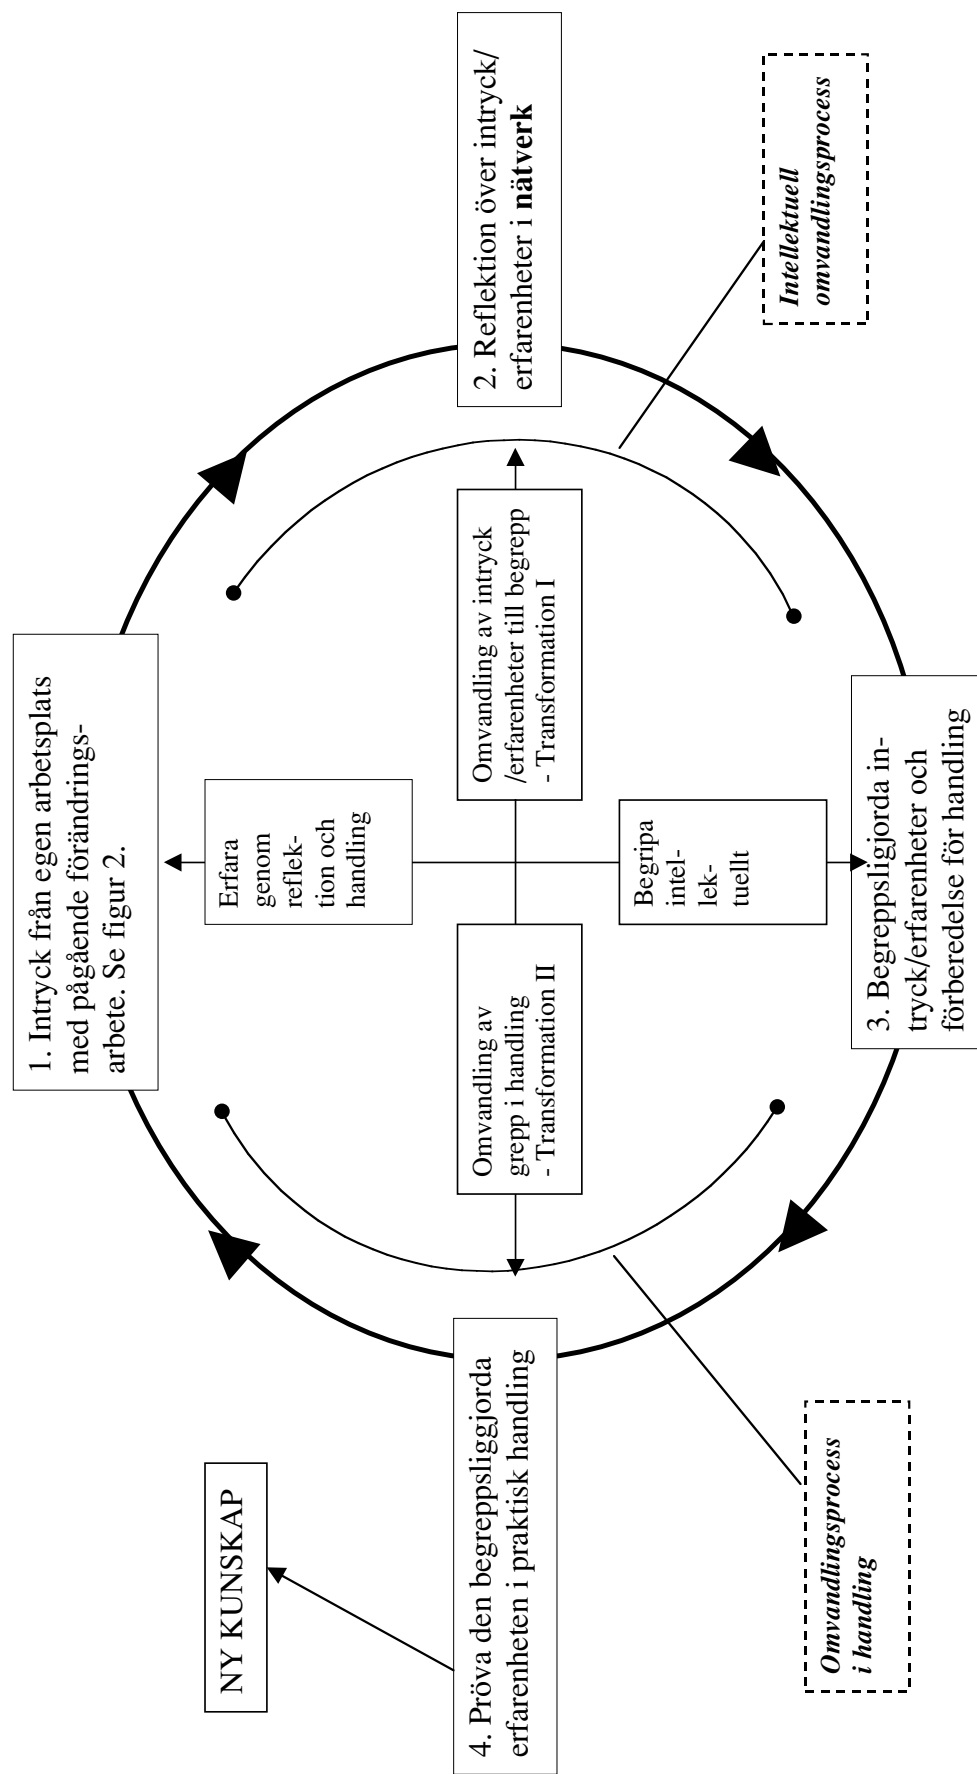 1. Intryck från egen arbetsplats
med pågående förändrings-
arbete. Se figur 2.
Erfara
genom
reflek-
tion och
handling
2. Reflektion över intryck/
erfarenheter i nätverk
Omvandling av intryck
/erfarenheter till begrepp
- Transformation I
Omvandling av
grepp i handling
- Transformation II
Begripa
intel-
lek-
tuellt
3. Begreppsligjorda in-
tryck/erfarenheter och
förberedelse för handling
4. Pröva den begreppsliggjorda
erfarenheten i praktisk handling
NY KUNSKAP
Intellektuell
omvandlingsprocess
Omvandlingsprocess
i handling